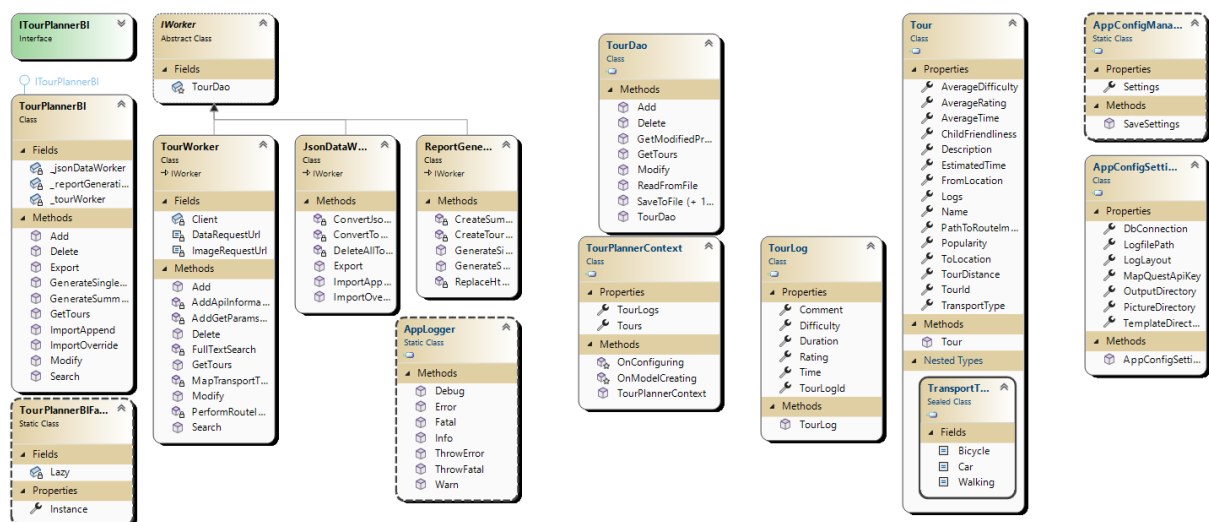 ITourPlannerBl
Interface
ITourPlannerBl
TourPlannerBl
Class
Fields
_jsonDataWorker
_reportGenerati...
_tourWorker
Methods
Add
Delete
Export
GenerateSingle...
GenerateSumm...
GetTours
ImportAppend
ImportOverride
Modify
Search
TourPlannerBlFa...
Static Class
Fields
Lazy
Properties
Instance
IWorker
Abstract Class
Fields
TourDao
TourWorker
Class
IWorker
Fields
Client
DataRequestUrl
ImageRequestUrl
Methods
Add
AddApiInforma...
AddGetParams...
Delete
FullTextSearch
GetTours
MapTransportT...
Modify
PerformRouteI...
Search
JsonDataW...
Class
IWorker
Methods
ConvertJso...
ConvertTo...
DeleteAllTo...
Export
ImportApp...
ImportOve...
ReportGene...
Class
IWorker
Methods
CreateSum...
CreateTour...
GenerateSi...
GenerateS...
ReplaceHt...
AppLogger
Static Class
Methods
Debug
Error
Fatal
Info
ThrowError
ThrowFatal
Warn
TourDao
Class
Methods
Add
Delete
GetModifiedPr...
GetTours
Modify
ReadFromFile
SaveToFile (+ 1...
TourDao
TourPlannerContext
Class
Properties
TourLogs
Tours
Methods
OnConfiguring
OnModelCreating
TourPlannerContext
TourLog
Class
Properties
Comment
Difficulty
Duration
Rating
Time
TourLogId
Methods
TourLog
Tour
Class
Properties
AverageDifficulty
AverageRating
AverageTime
ChildFriendliness
Description
EstimatedTime
FromLocation
Logs
Name
PathToRouteIm...
Popularity
ToLocation
TourDistance
TourId
TransportType
Methods
Tour
Nested Types
TransportT...
Sealed Class
Fields
Bicycle
Car
Walking
AppConfigMana...
Static Class
Properties
Settings
Methods
SaveSettings
AppConfigSetti...
Class
Properties
DbConnection
LogfilePath
LogLayout
MapQuestApiKey
OutputDirectory
PictureDirectory
TemplateDirect...
Methods
AppConfigSetti...